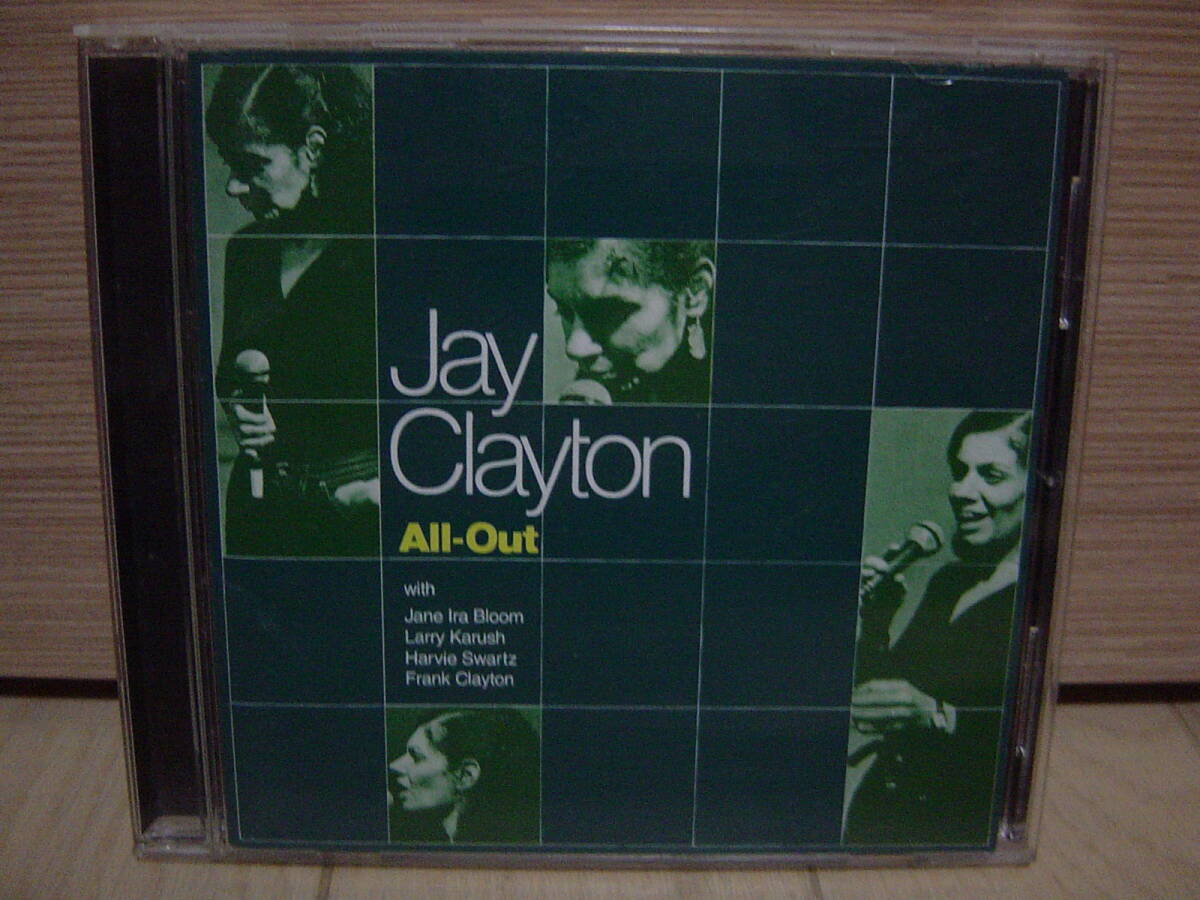 Jay
Clayton
All-Out
with
Jane Ira Bloom
Larry Karush
Harvie Swartz
Frank Clayton